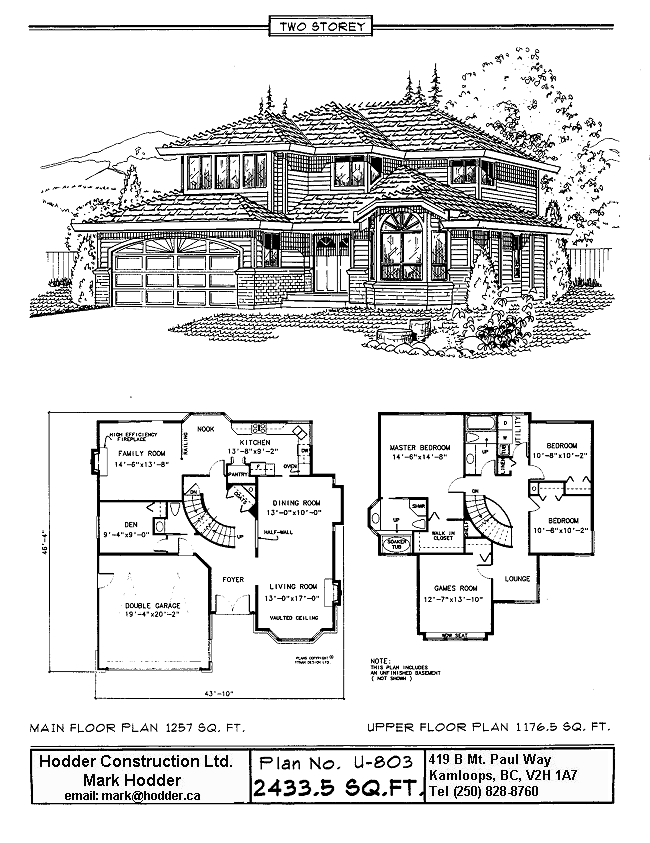 TWO STOREY
HIGH EFFICIENCY
FIREPLACE
FAMILY ROOM
14'-6"x13'-8"
RAILING
NOOK
KITCHEN
13'-8"x9'-2"
DW
PANTRY
F.
OVEN
DN
DINING ROOM
13'-0"x10'-0"
HALF-WALL
DEN
9'-4"x9'-0"
UP
FOYER
LIVING ROOM
13'-0"x17'-0"
VAULTED CEILING
DOUBLE GARAGE
19'-4"x20'-2"
43'-10"
PLANS COPYRIGHT ©
MASTER BEDROOM
14'-6"x14'-8"
UP
LINEN
D
W
UTILITY
BEDROOM
10'-8"x10'-2"
BEDROOM
10'-8"x10'-2"
DN
SHWR
UP
SOAKER
TUB
WALK IN
CLOSET
GAMES ROOM
12'-7"x13'-10"
LOUNGE
WDW SEAT
NOTE:
THIS PLAN INCLUDES
AN UNFINISHED BASEMENT
( NOT SHOWN )
MAIN FLOOR PLAN 1257 SQ. FT.
UPPER FLOOR PLAN 1176.5 SQ. FT.
Hodder Construction Ltd.
Mark Hodder
email: mark@hodder.ca
Plan No. U-803
2433.5 SQ.FT.
419 B Mt. Paul Way
Kamloops, BC, V2H 1A7
Tel (250) 828-8760